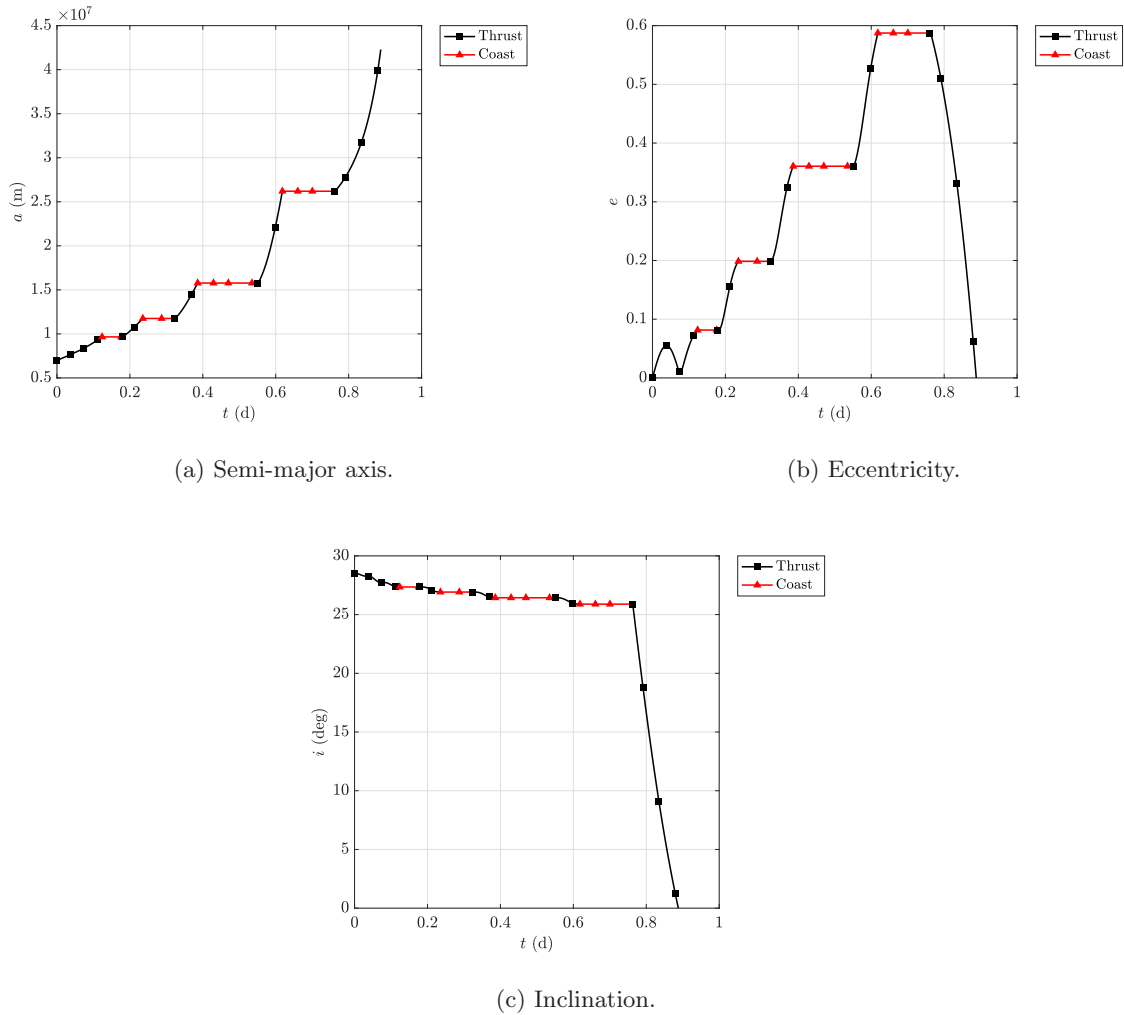 ×10⁷
4.5
4
3.5
3
2.5
2
1.5
1
0.5
a (m)
0 0.2 0.4 0.6 0.8 1
t (d)
Thrust
Coast
(a) Semi-major axis.
0.6
0.5
0.4
0.3
0.2
0.1
0
e
0 0.2 0.4 0.6 0.8 1
t (d)
Thrust
Coast
(b) Eccentricity.
30
25
20
15
10
5
0
i (deg)
0 0.2 0.4 0.6 0.8 1
t (d)
Thrust
Coast
(c) Inclination.